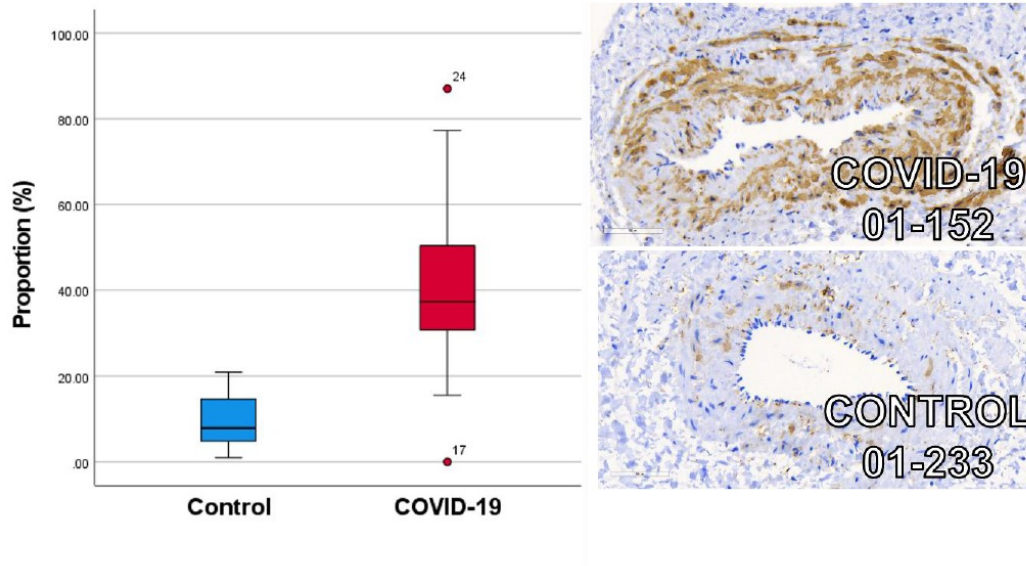 100.00
80.00
60.00
40.00
20.00
.00
Proportion (%)
24
17
Control
COVID-19
COVID-19
01-152
CONTROL
01-233